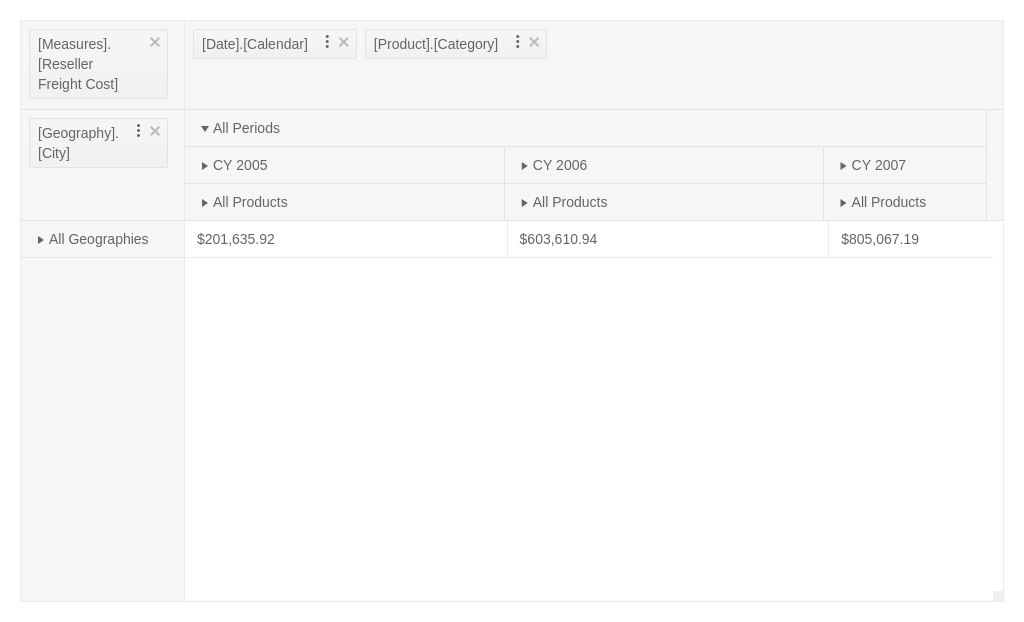 [Measures].
[Reseller
Freight Cost]
[Date].[Calendar]
[Product].[Category]
[Geography].
[City]
All Periods
CY 2005
CY 2006
CY 2007
All Products
All Products
All Products
All Geographies
$201,635.92
$603,610.94
$805,067.19